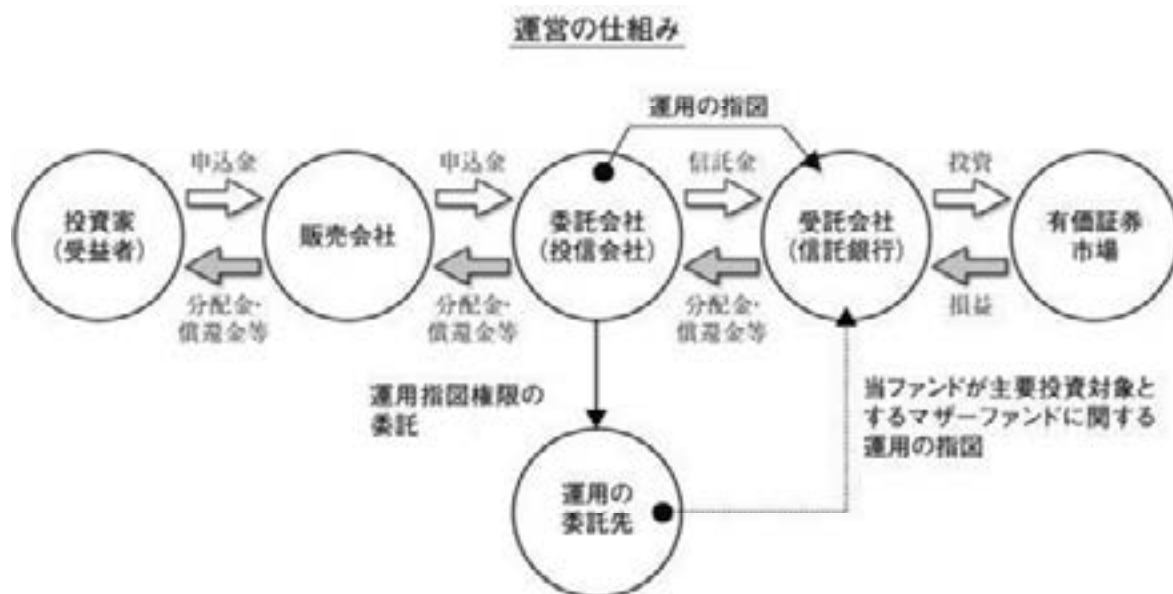 運営の仕組み
運用の指図
申込金
申込金
信託金
投資
投資家
(受益者)
販売会社
委託会社
(投信会社)
受託会社
(信託銀行)
有価証券
市場
分配金・
償還金等
分配金・
償還金等
分配金・
償還金等
損益
運用指図権限の
委託
当ファンドが主要投資対象と
するマザーファンドに関する
運用の指図
運用の
委託先